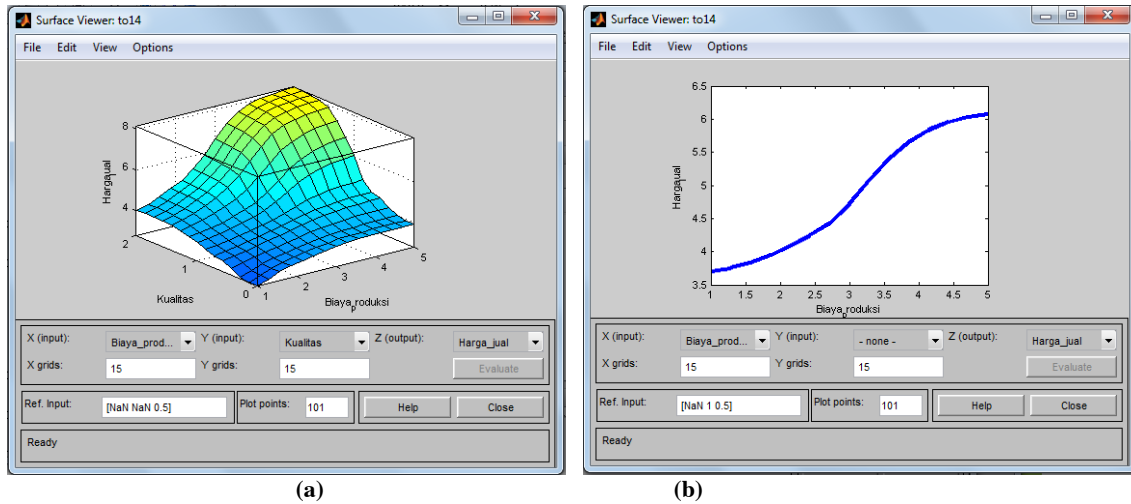 Surface Viewer: to14
File Edit View Options
8
6
4
2
Harga_jual
2
1
0
Kualitas
1
2
3
4
5
Biaya_produksi
X (input): Biaya_prod... Y (input): Kualitas Z (output): Harga_jual
X grids: 15 Y grids: 15 Evaluate
Ref. Input: [NaN NaN 0.5] Plot points: 101 Help Close
Ready
(a)
Surface Viewer: to14
File Edit View Options
6.5
6
5.5
5
4.5
4
3.5
Harga_jual
1 1.5 2 2.5 3 3.5 4 4.5 5
Biaya_produksi
X (input): Biaya_prod... Y (input): - none - Z (output): Harga_jual
X grids: 15 Y grids: 15 Evaluate
Ref. Input: [NaN 1 0.5] Plot points: 101 Help Close
Ready
(b)